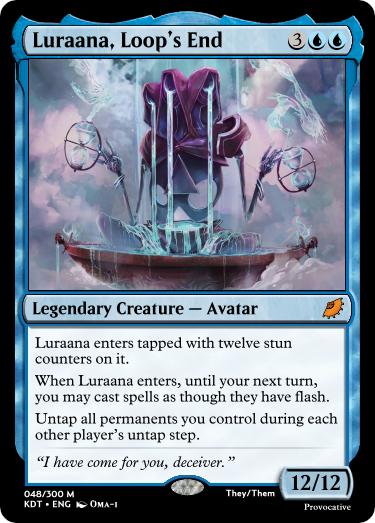 Luraana, Loop's End 3
Legendary Creature — Avatar
Luraana enters tapped with twelve stun
counters on it.
When Luraana enters, until your next turn,
you may cast spells as though they have flash.
Untap all permanents you control during each
other player's untap step.
"I have come for you, deceiver."
12/12
048/300 M
They/Them
KDT • ENG Oma-1
Provocative